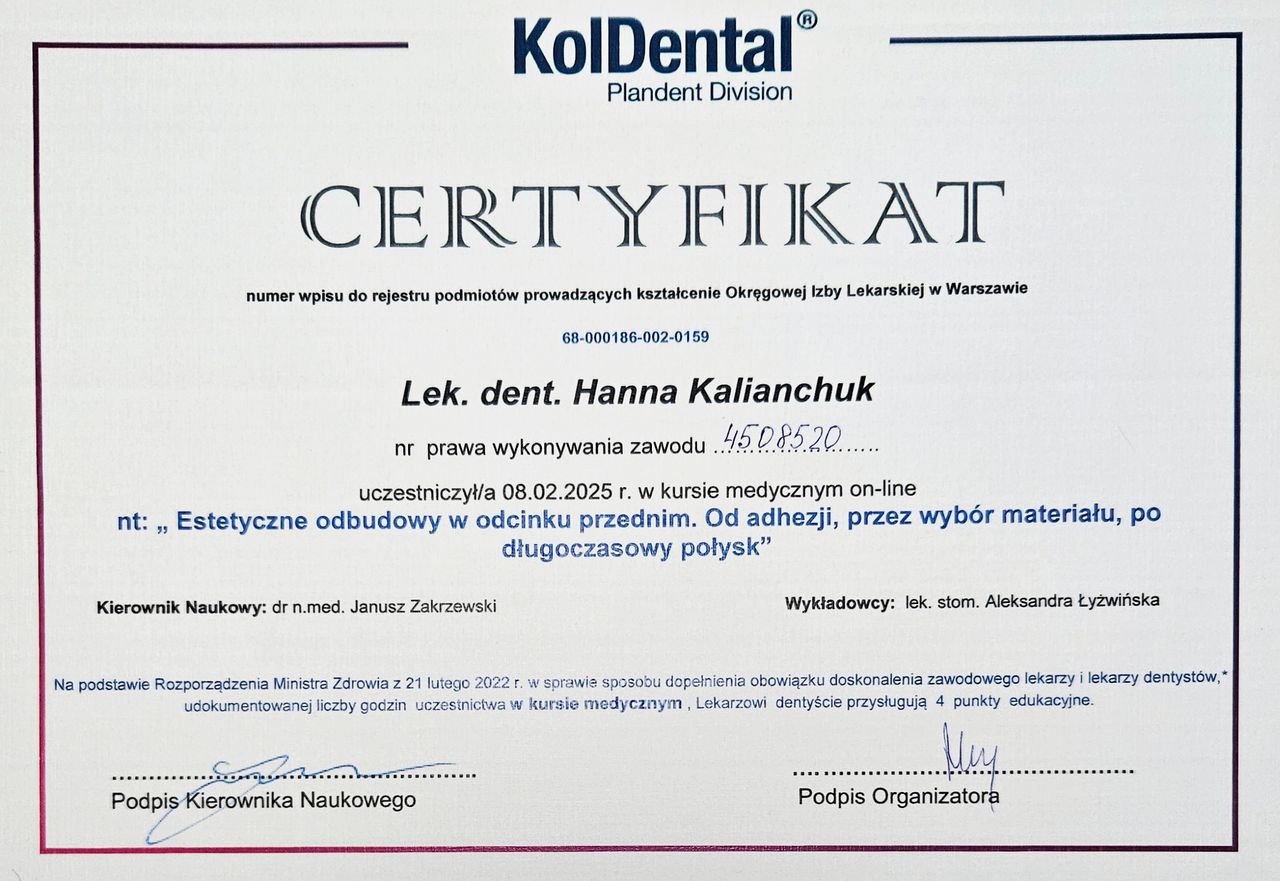 KolDental®
Plandent Division
CERTYFIKAT
numer wpisu do rejestru podmiotów prowadzących kształcenie Okręgowej Izby Lekarskiej w Warszawie
68-000186-002-0159
Lek. dent. Hanna Kalianchuk
nr prawa wykonywania zawodu ...4508520......
uczestniczył/a 08.02.2025 r. w kursie medycznym on-line
nt: „ Estetyczne odbudowy w odcinku przednim. Od adhezji, przez wybór materiału, po
długoczasowy połysk”
Kierownik Naukowy: dr n.med. Janusz Zakrzewski
Wykładowcy: lek. stom. Aleksandra Łyżwińska
Na podstawie Rozporządzenia Ministra Zdrowia z 21 lutego 2022 r. w sprawie sposobu dopełnienia obowiązku doskonalenia zawodowego lekarzy i lekarzy dentystów,*
udokumentowanej liczby godzin uczestnictwa w kursie medycznym , Lekarzowi dentyście przysługują 4 punkty edukacyjne.
Podpis Kierownika Naukowego
Podpis Organizatora